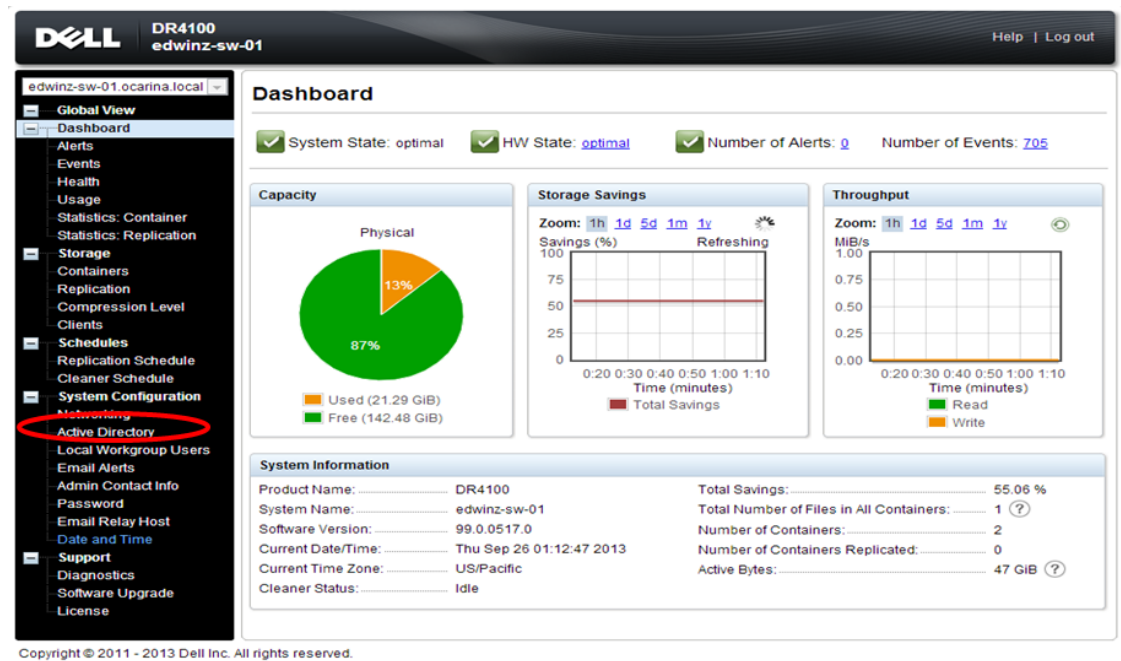 DELL
DR4100
edwinz-sw-01
Help | Log out
edwinz-sw-01.ocarina.local
Global View
Dashboard
Alerts
Events
Health
Usage
Statistics: Container
Statistics: Replication
Storage
Containers
Replication
Compression Level
Clients
Schedules
Replication Schedule
Cleaner Schedule
System Configuration
Networking
Active Directory
Local Workgroup Users
Email Alerts
Admin Contact Info
Password
Email Relay Host
Date and Time
Support
Diagnostics
Software Upgrade
License
Dashboard
System State: optimal HW State: optimal Number of Alerts: 0 Number of Events: 705
Capacity
Physical
13%
87%
Used (21.29 GiB)
Free (142.48 GiB)
Storage Savings
Zoom: 1h 1d 5d 1m 1y
Savings (%) Refreshing
100
75
50
25
0
0:20 0:30 0:40 0:50 1:00 1:10
Time (minutes)
Total Savings
Throughput
Zoom: 1h 1d 5d 1m 1y
MiB/s
1.00
0.75
0.50
0.25
0.00
0:20 0:30 0:40 0:50 1:00 1:10
Time (minutes)
Read
Write
System Information
Product Name: DR4100
System Name: edwinz-sw-01
Software Version: 99.0.0517.0
Current Date/Time: Thu Sep 26 01:12:47 2013
Current Time Zone: US/Pacific
Cleaner Status: Idle
Total Savings: 55.06 %
Total Number of Files in All Containers: 1 ?
Number of Containers: 2
Number of Containers Replicated: 0
Active Bytes: 47 GiB ?
Copyright © 2011 - 2013 Dell Inc. All rights reserved.